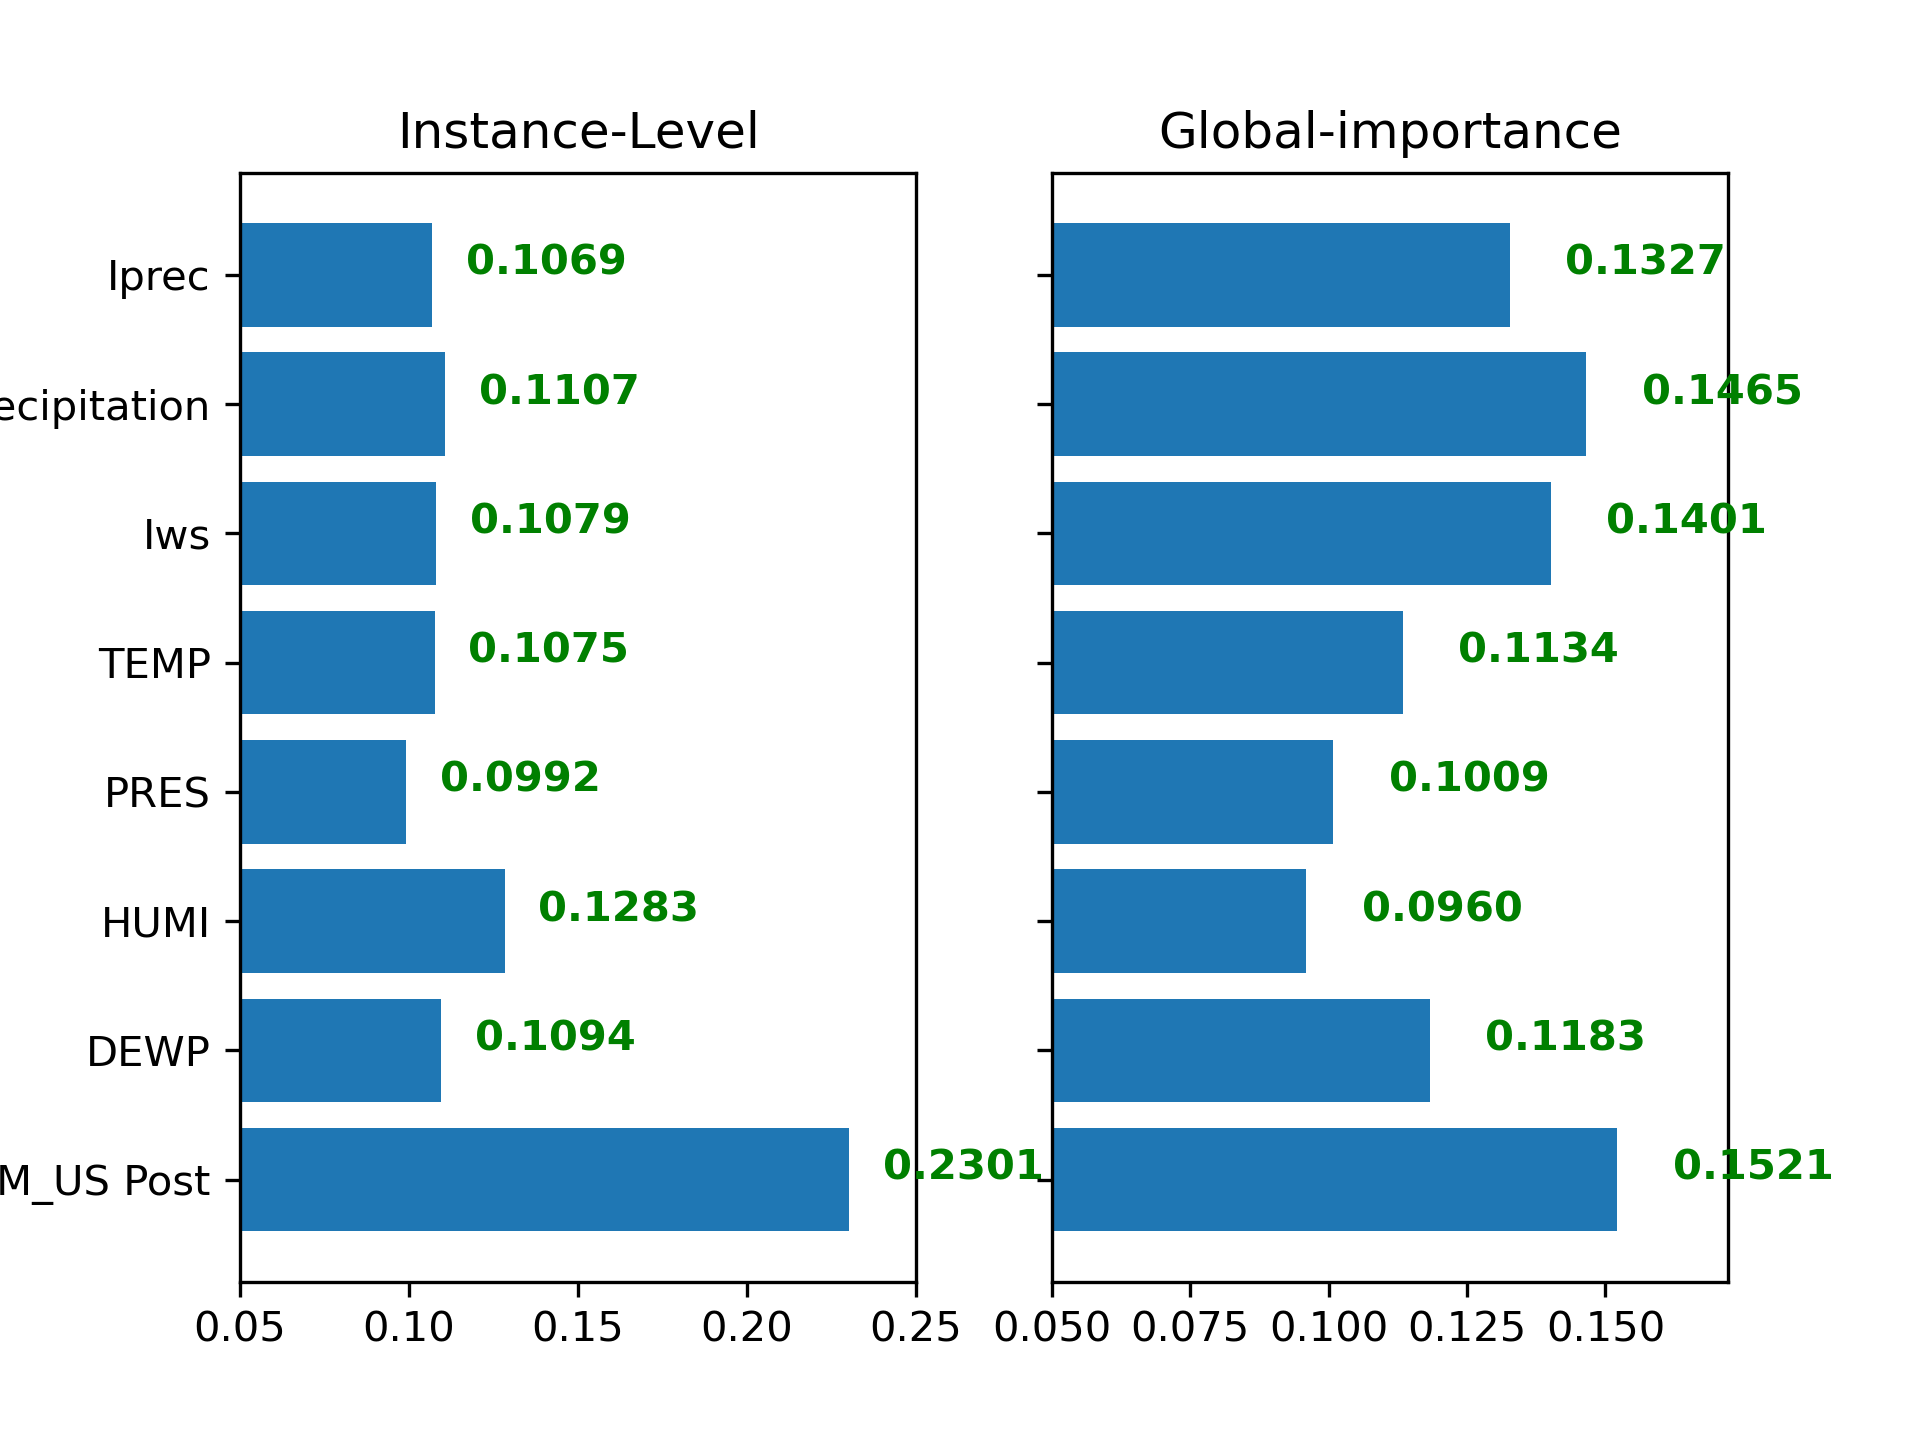 Instance-Level Global-importance
Iprec 0.1069 0.1327
ecipitation 0.1107 0.1465
Iws 0.1079 0.1401
TEMP 0.1075 0.1134
PRES 0.0992 0.1009
HUMI 0.1283 0.0960
DEWP 0.1094 0.1183
M_US Post 0.2301 0.1521
0.05 0.10 0.15 0.20 0.25 0.050 0.075 0.100 0.125 0.150